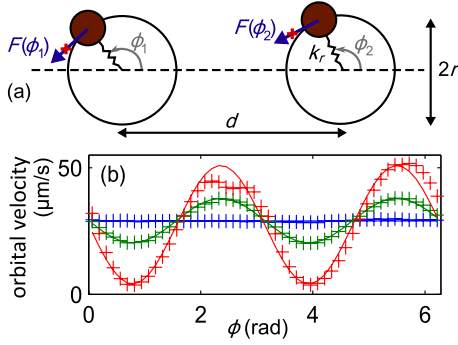 F(ϕ₁)
ϕ₁
F(ϕ₂)
kᵣ
ϕ₂
2r
(a)
d
(b)
50
0
orbital velocity
(μm/s)
0
2
4
6
ϕ (rad)